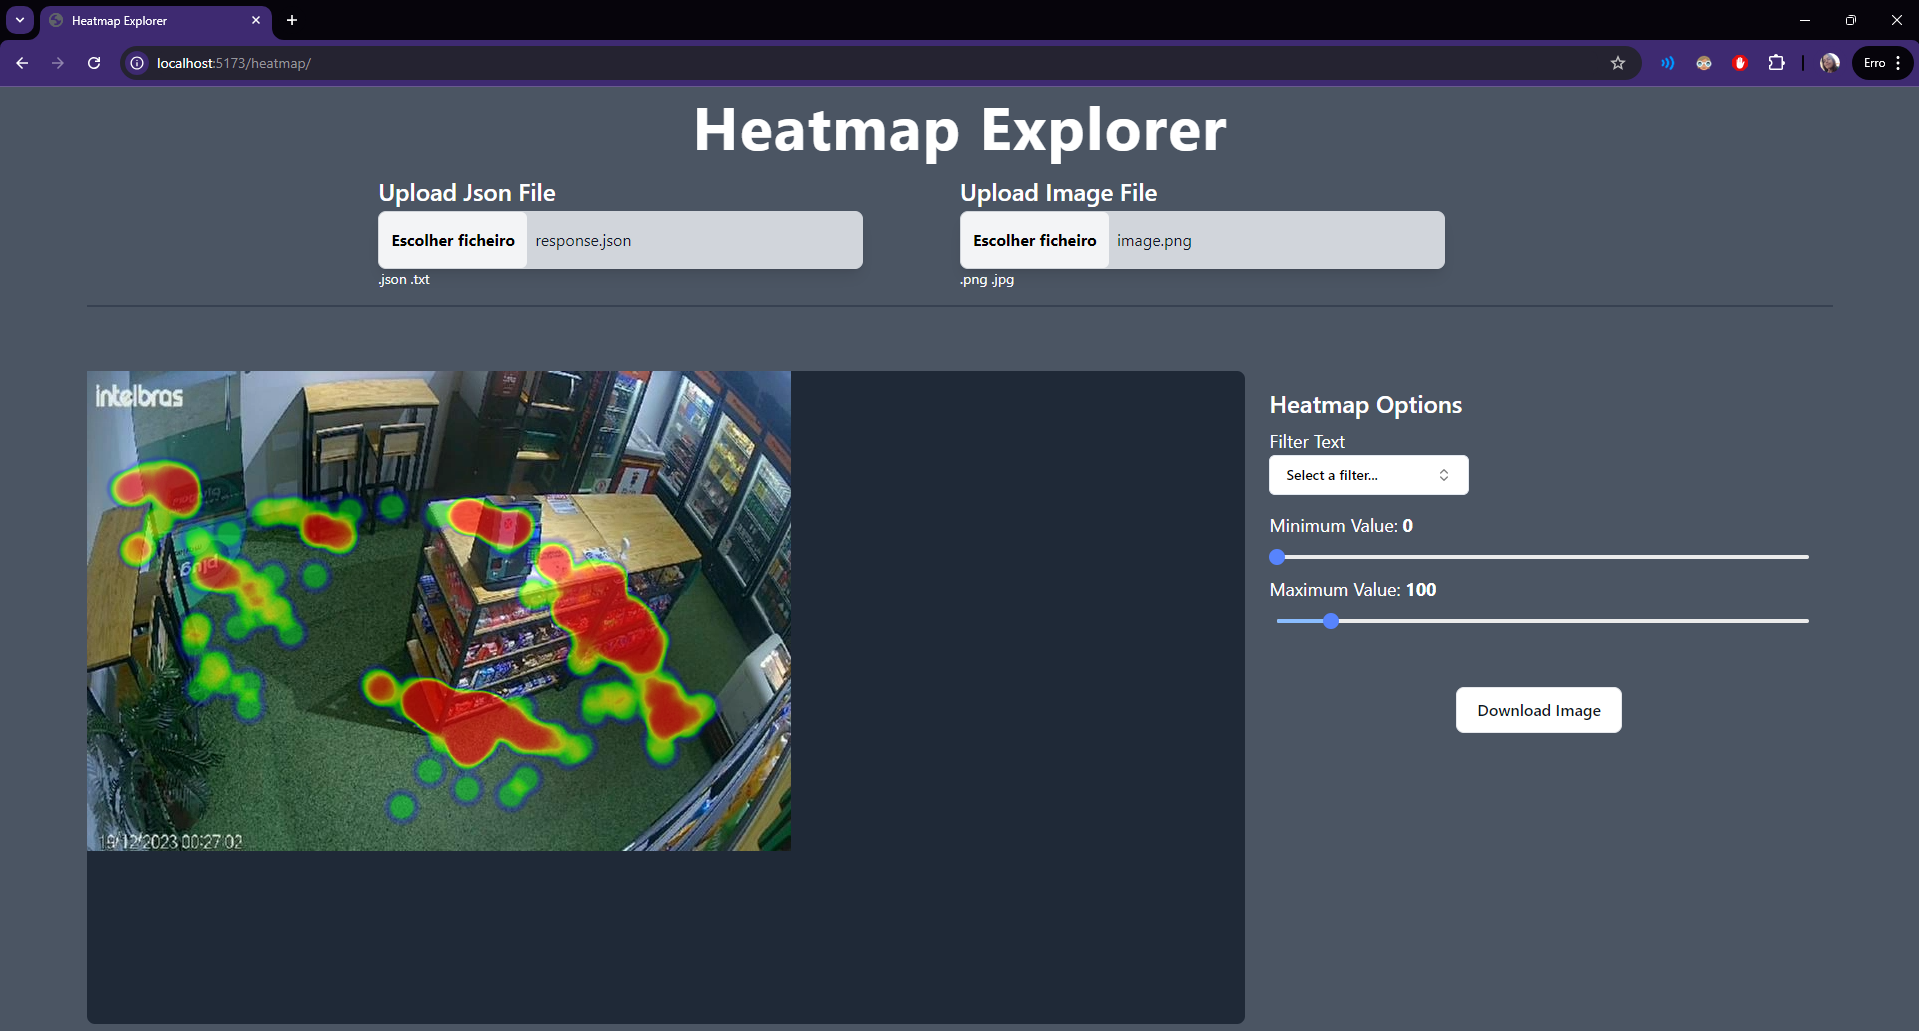 Heatmap Explorer
localhost:5173/heatmap/
Erro
Heatmap Explorer
Upload Json File
Escolher ficheiro response.json
.json .txt
Upload Image File
Escolher ficheiro image.png
.png .jpg
intelbras
plug.
19/12/2023 00:27:02
Heatmap Options
Filter Text
Select a filter...
Minimum Value: 0
Maximum Value: 100
Download Image